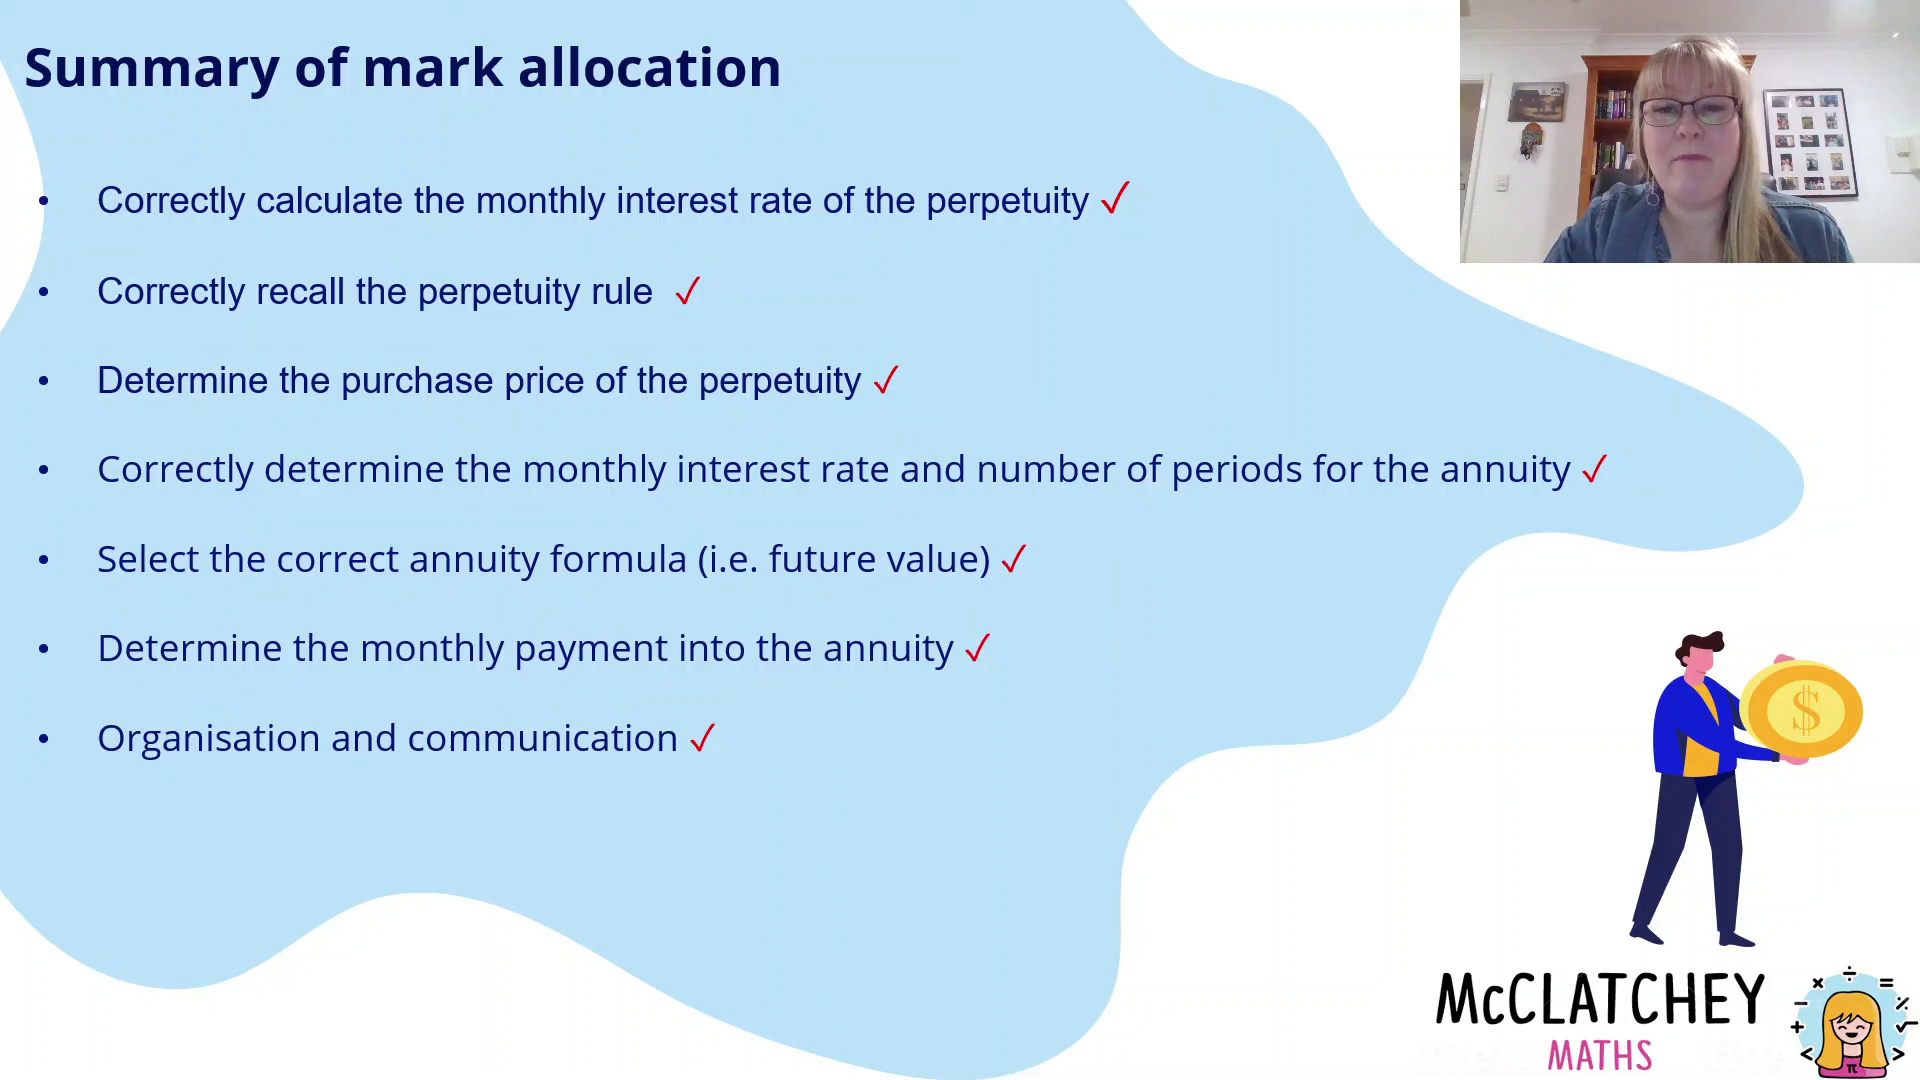 Summary of mark allocation
• Correctly calculate the monthly interest rate of the perpetuity ✓
• Correctly recall the perpetuity rule ✓
• Determine the purchase price of the perpetuity ✓
• Correctly determine the monthly interest rate and number of periods for the annuity ✓
• Select the correct annuity formula (i.e. future value) ✓
• Determine the monthly payment into the annuity ✓
• Organisation and communication ✓
$
McCLATCHEY
MATHS
− × ÷ = ٪ + √ < > π